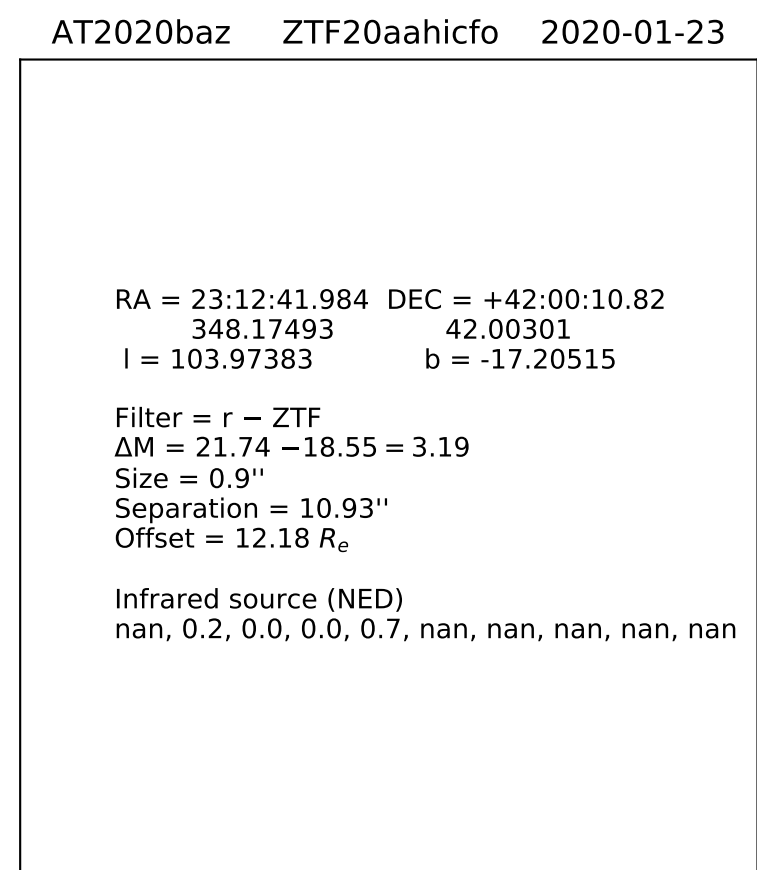 AT2020baz ZTF20aahicfo 2020-01-23
RA = 23:12:41.984 DEC = +42:00:10.82
348.17493 42.00301
l = 103.97383 b = -17.20515
Filter = r − ZTF
ΔM = 21.74 −18.55 = 3.19
Size = 0.9''
Separation = 10.93''
Offset = 12.18 Rₑ
Infrared source (NED)
nan, 0.2, 0.0, 0.0, 0.7, nan, nan, nan, nan, nan